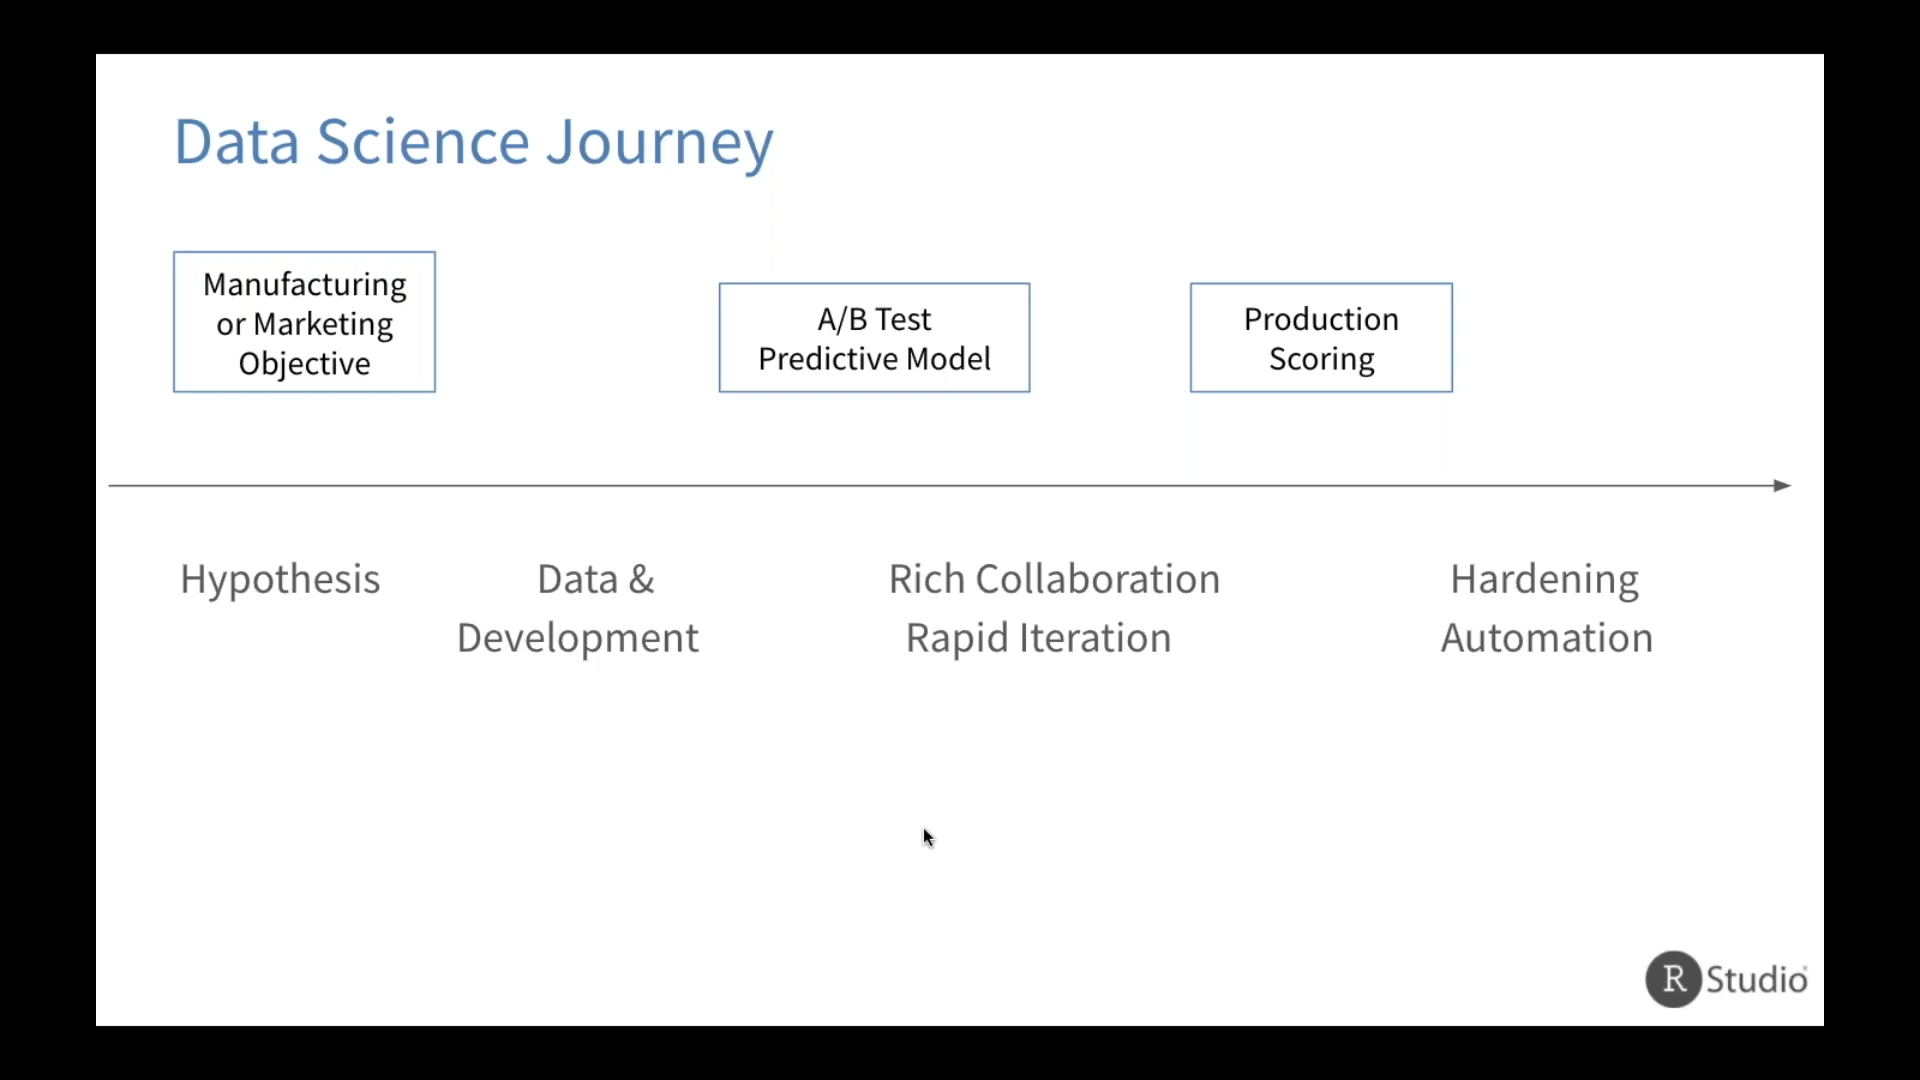 Data Science Journey
Manufacturing
or Marketing
Objective
A/B Test
Predictive Model
Production
Scoring
Hypothesis
Data &
Development
Rich Collaboration
Rapid Iteration
Hardening
Automation
R Studio